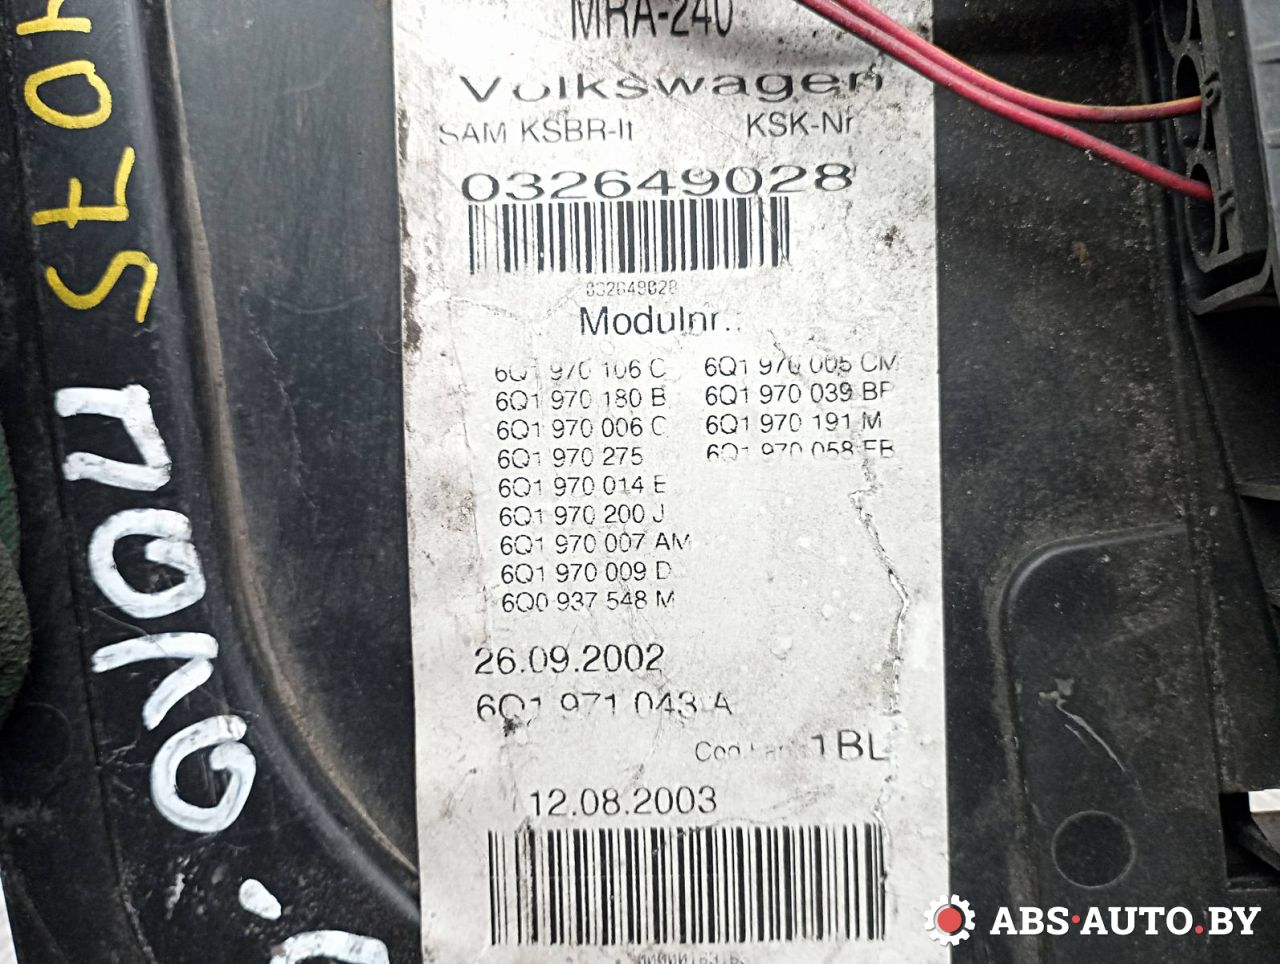 MRA-240
Volkswagen
SAM KSBR-lt KSK-Nr
032649028
032649028
Modulnr.:
6Q1 970 106 C 6Q1 970 005 CM
6Q1 970 180 B 6Q1 970 039 BF
6Q1 970 006 C 6Q1 970 191 M
6Q1 970 275 6Q1 970 058 EB
6Q1 970 014 E
6Q1 970 200 J
6Q1 970 007 AM
6Q1 970 009 D
6Q0 937 548 M
26.09.2002
6Q1 971 043 A
1BL
12.08.2003
ABS-AUTO.BY